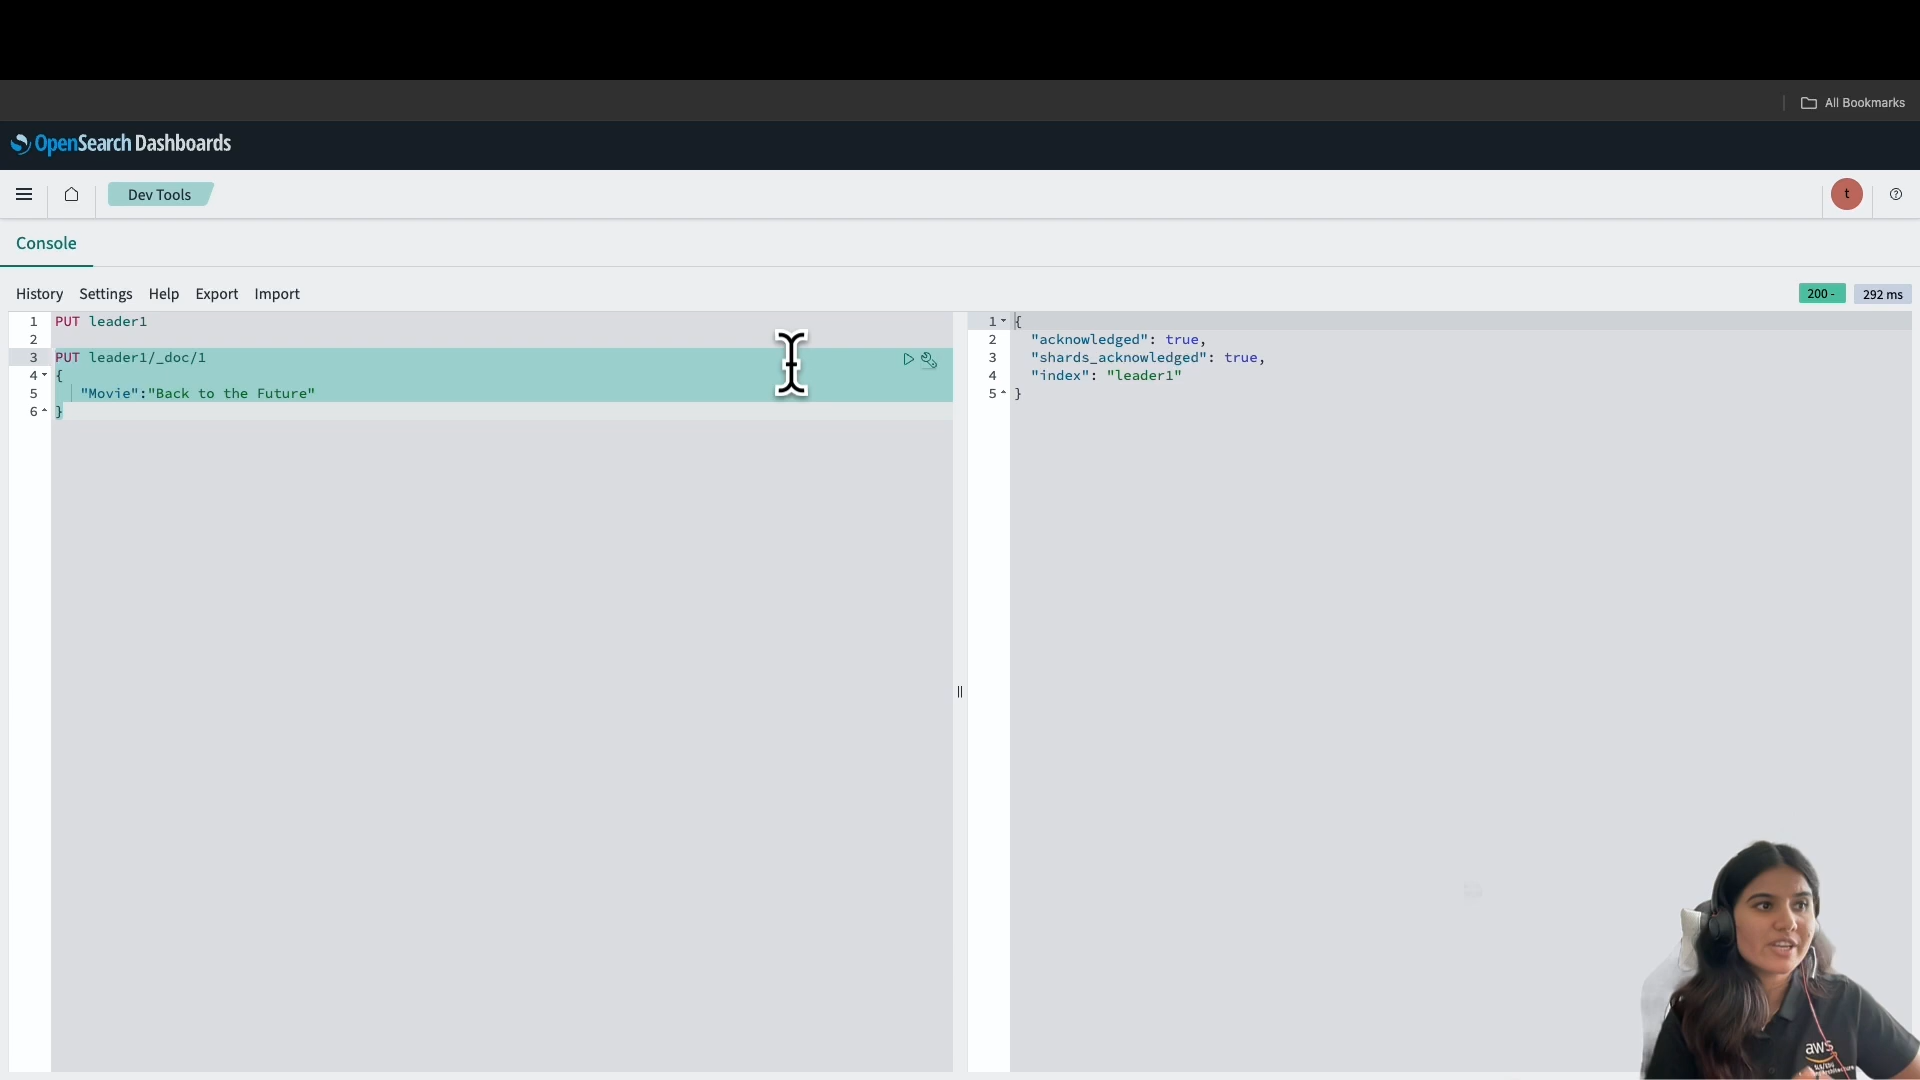 All Bookmarks
OpenSearch Dashboards
Dev Tools
t
Console
History Settings Help Export Import
200 - 292 ms
1 PUT leader1
2
3 PUT leader1/_doc/1
4 {
5 "Movie":"Back to the Future"
6 }
1 {
2 "acknowledged": true,
3 "shards_acknowledged": true,
4 "index": "leader1"
5 }
aws